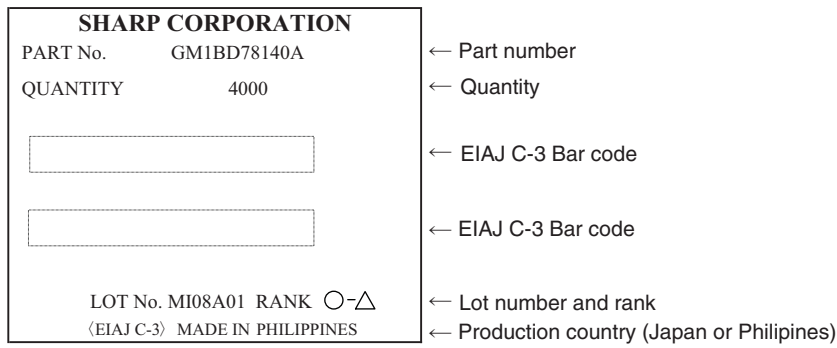 SHARP CORPORATION
PART No. GM1BD78140A ← Part number
QUANTITY 4000 ← Quantity
← EIAJ C-3 Bar code
← EIAJ C-3 Bar code
LOT No. MI08A01 RANK ○-△ ← Lot number and rank
〈EIAJ C-3〉 MADE IN PHILIPPINES ← Production country (Japan or Philipines)